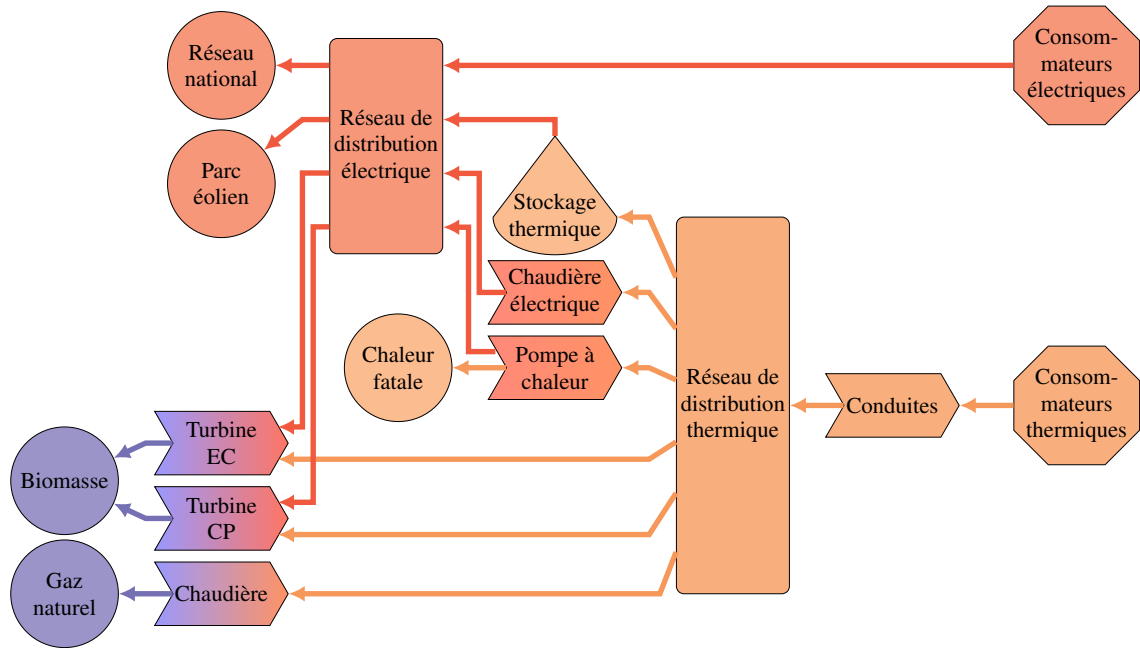 Réseau
national
Réseau de
distribution
électrique
Consom-
mateurs
électriques
Parc
éolien
Stockage
thermique
Chaudière
électrique
Chaleur
fatale
Pompe à
chaleur
Réseau de
distribution
thermique
Conduites
Consom-
mateurs
thermiques
Turbine
EC
Biomasse
Turbine
CP
Gaz
naturel
Chaudière